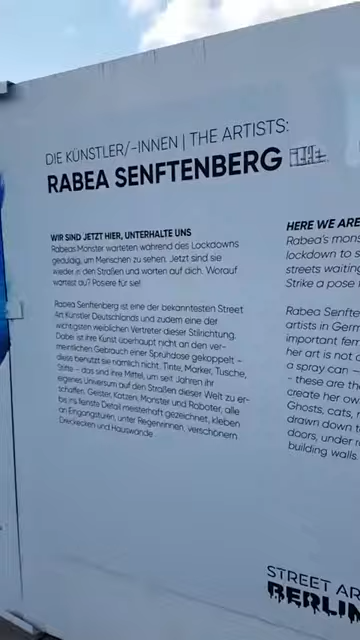 DIE KÜNSTLER/-INNEN | THE ARTISTS:
RABEA SENFTENBERG
WIR SIND JETZT HIER, UNTERHALTE UNS
Rabeas Monster warteten während des Lockdowns
geduldig, um Menschen zu sehen. Jetzt sind sie
wieder in den Straßen und warten auf dich. Worauf
wartest du? Posiere für sie!
Rabea Senftenberg ist eine der bekanntesten Street
Art Künstler Deutschlands und zudem eine der
wichtigsten weiblichen Vertreter dieser Stilrichtung.
Dabei ist ihre Kunst überhaupt nicht an den ver-
meintlichen Gebrauch einer Sprühdose gekoppelt –
diese benutzt sie nämlich nicht. Tinte, Marker, Tusche,
Stifte – das sind ihre Mittel, um seit Jahren ihr
eigenes Universum auf den Straßen dieser Welt zu er-
schaffen. Geister, Katzen, Monster und Roboter, alle
bis ins feinste Detail meisterhaft gezeichnet, kleben
an Eingangstüren, unter Regenrinnen, verschönern
Dreckecken und Hauswände.
HERE WE ARE
Rabea's mons
lockdown to s
streets waiting
Strike a pose f
Rabea Senfte
artists in Germ
important fem
her art is not c
a spray can –
- these are th
create her ow
Ghosts, cats, r
drawn down t
doors, under r
building walls.
STREET AR
BERLIN